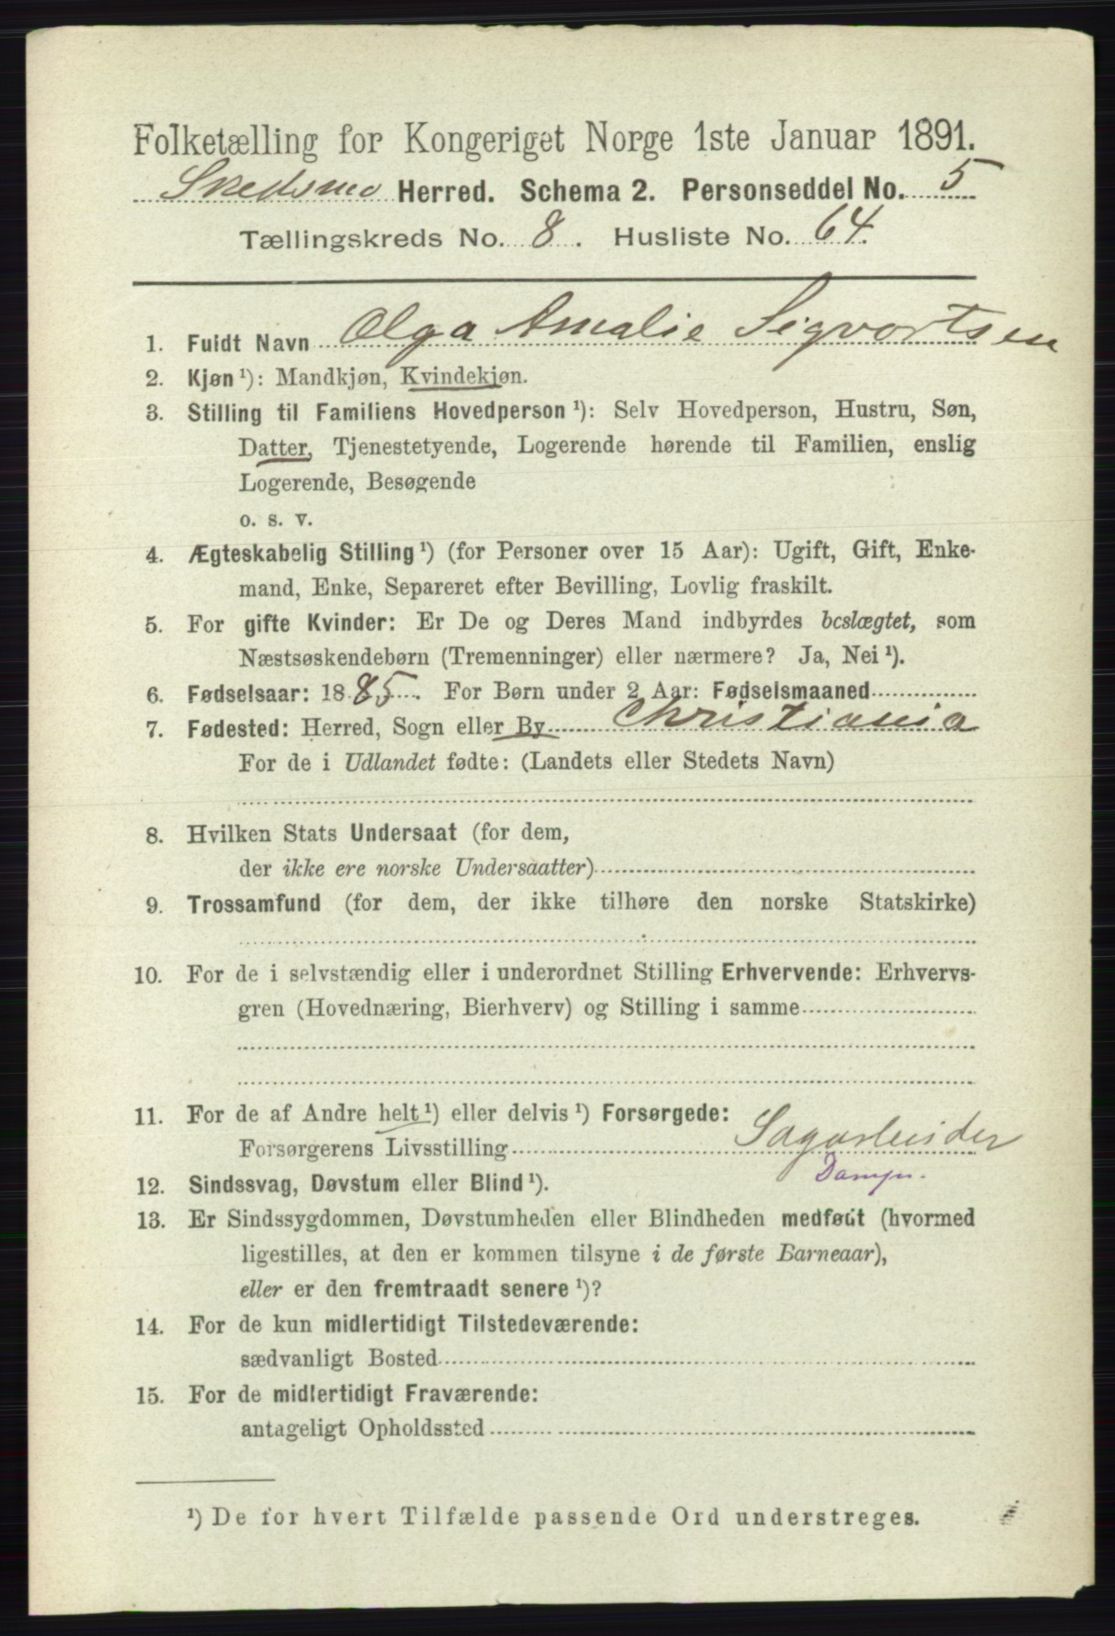 Folketælling for Kongeriget Norge 1ste Januar 1891.
Skedsmo Herred. Schema 2. Personseddel No. 5
Tællingskreds No. 8. Husliste No. 64.
1. Fuldt Navn Olga Amalie Sigvartsen
2. Kjøn ¹): Mandkjøn, Kvindekjøn.
3. Stilling til Familiens Hovedperson ¹): Selv Hovedperson, Hustru, Søn,
Datter, Tjenestetyende, Logerende hørende til Familien, enslig
Logerende, Besøgende
o. s. v.
4. Ægteskabelig Stilling ¹) (for Personer over 15 Aar): Ugift, Gift, Enke-
mand, Enke, Separeret efter Bevilling, Lovlig fraskilt.
5. For gifte Kvinder: Er De og Deres Mand indbyrdes beslægtet, som
Næstsøskendebørn (Tremenninger) eller nærmere? Ja, Nei ¹).
6. Fødselsaar: 1885. For Børn under 2 Aar: Fødselsmaaned
7. Fødested: Herred, Sogn eller By Christiania
For de i Udlandet fødte: (Landets eller Stedets Navn)
8. Hvilken Stats Undersaat (for dem,
der ikke ere norske Undersaatter)
9. Trossamfund (for dem, der ikke tilhøre den norske Statskirke)
10. For de i selvstændig eller i underordnet Stilling Erhvervende: Erhvervs-
gren (Hovednæring, Bierhverv) og Stilling i samme
11. For de af Andre helt ¹) eller delvis ¹) Forsørgede:
Forsørgerens Livsstilling Sagarbeider
Damps.
12. Sindssvag, Døvstum eller Blind ¹).
13. Er Sindssygdommen, Døvstumheden eller Blindheden medfødt (hvormed
ligestilles, at den er kommen tilsyne i de første Barneaar),
eller er den fremtraadt senere ¹)?
14. For de kun midlertidigt Tilstedeværende:
sædvanligt Bosted
15. For de midlertidigt Fraværende:
antageligt Opholdssted
¹) De for hvert Tilfælde passende Ord understreges.